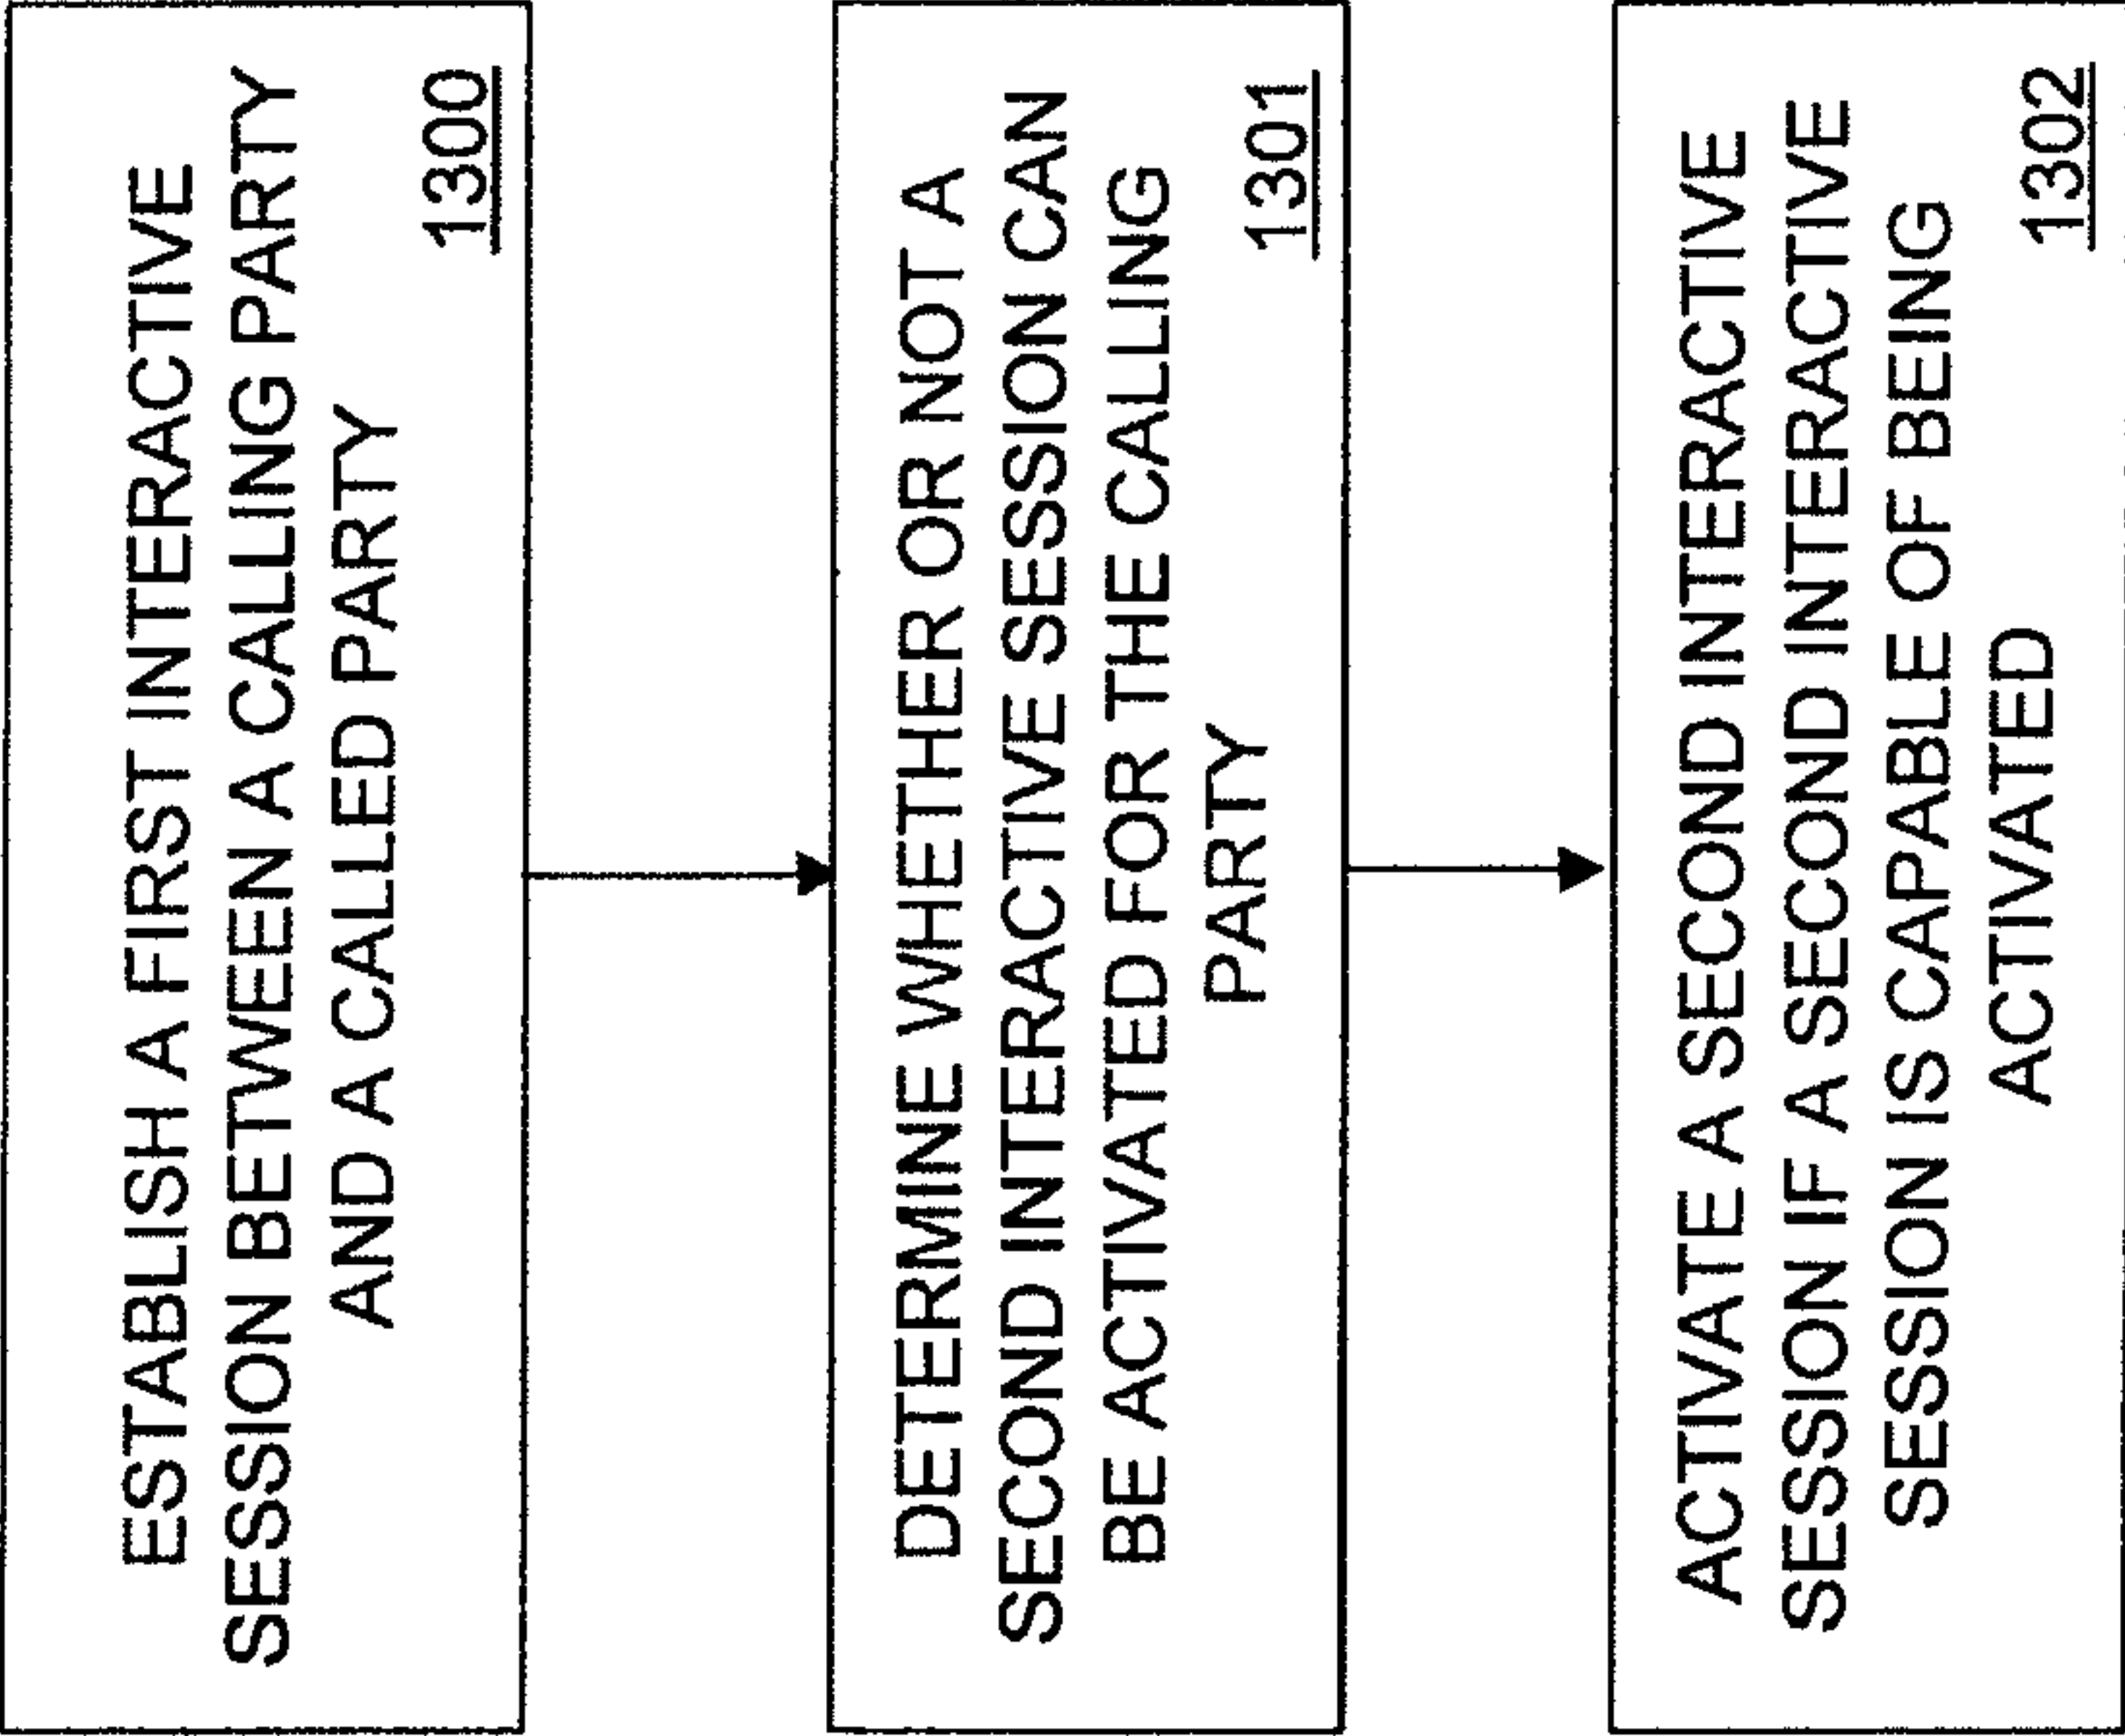 ESTABLISH A FIRST INTERACTIVE
SESSION BETWEEN A CALLING PARTY
AND A CALLED PARTY
1300
DETERMINE WHETHER OR NOT A
SECOND INTERACTIVE SESSION CAN
BE ACTIVATED FOR THE CALLING
PARTY
1301
ACTIVATE A SECOND INTERACTIVE
SESSION IF A SECOND INTERACTIVE
SESSION IS CAPABLE OF BEING
ACTIVATED
1302